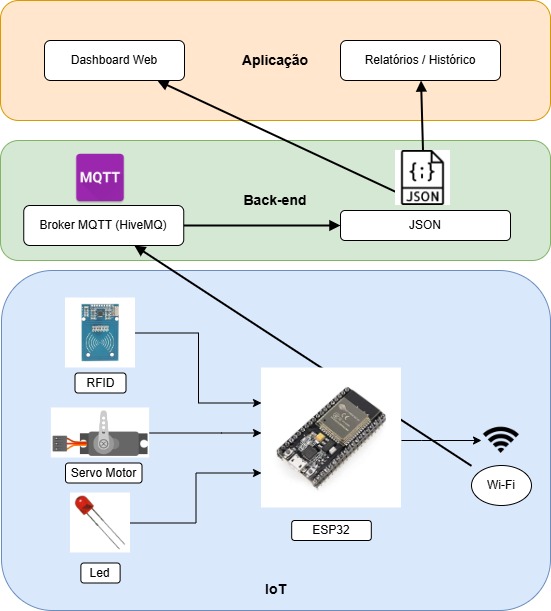 Dashboard Web
Aplicação
Relatórios / Histórico
MQTT
{;}
JSON
Back-end
Broker MQTT (HiveMQ)
JSON
RFID
Servo Motor
Wi-Fi
ESP32
Led
IoT